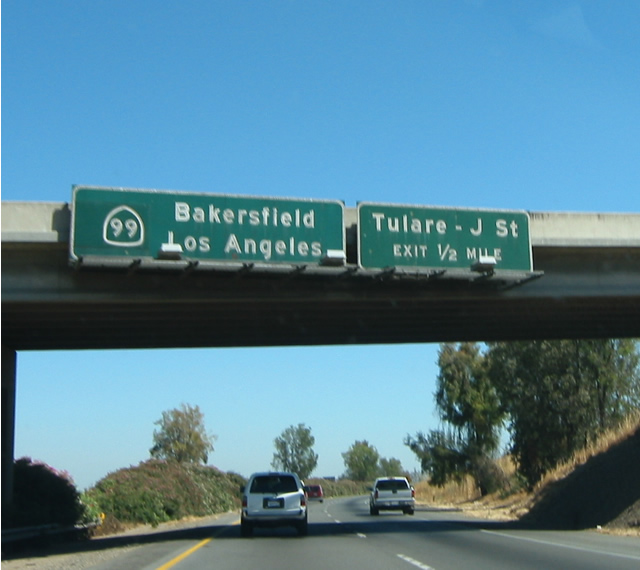 99
Bakersfield
Los Angeles
Tulare - J St
EXIT 1/2 MILE